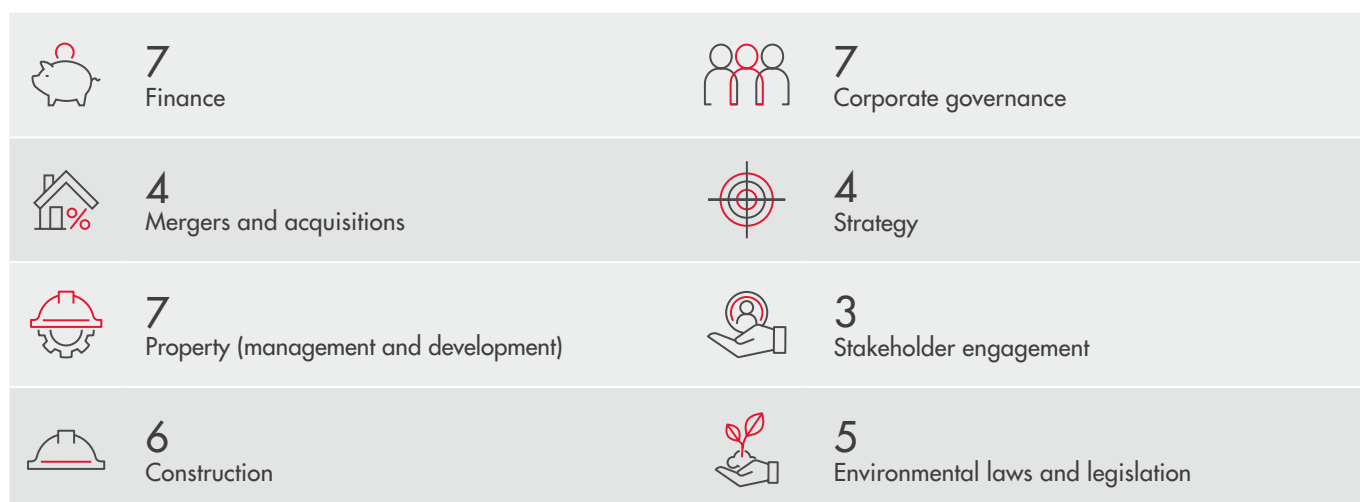 7
Finance
7
Corporate governance
4
Mergers and acquisitions
4
Strategy
7
Property (management and development)
3
Stakeholder engagement
6
Construction
5
Environmental laws and legislation